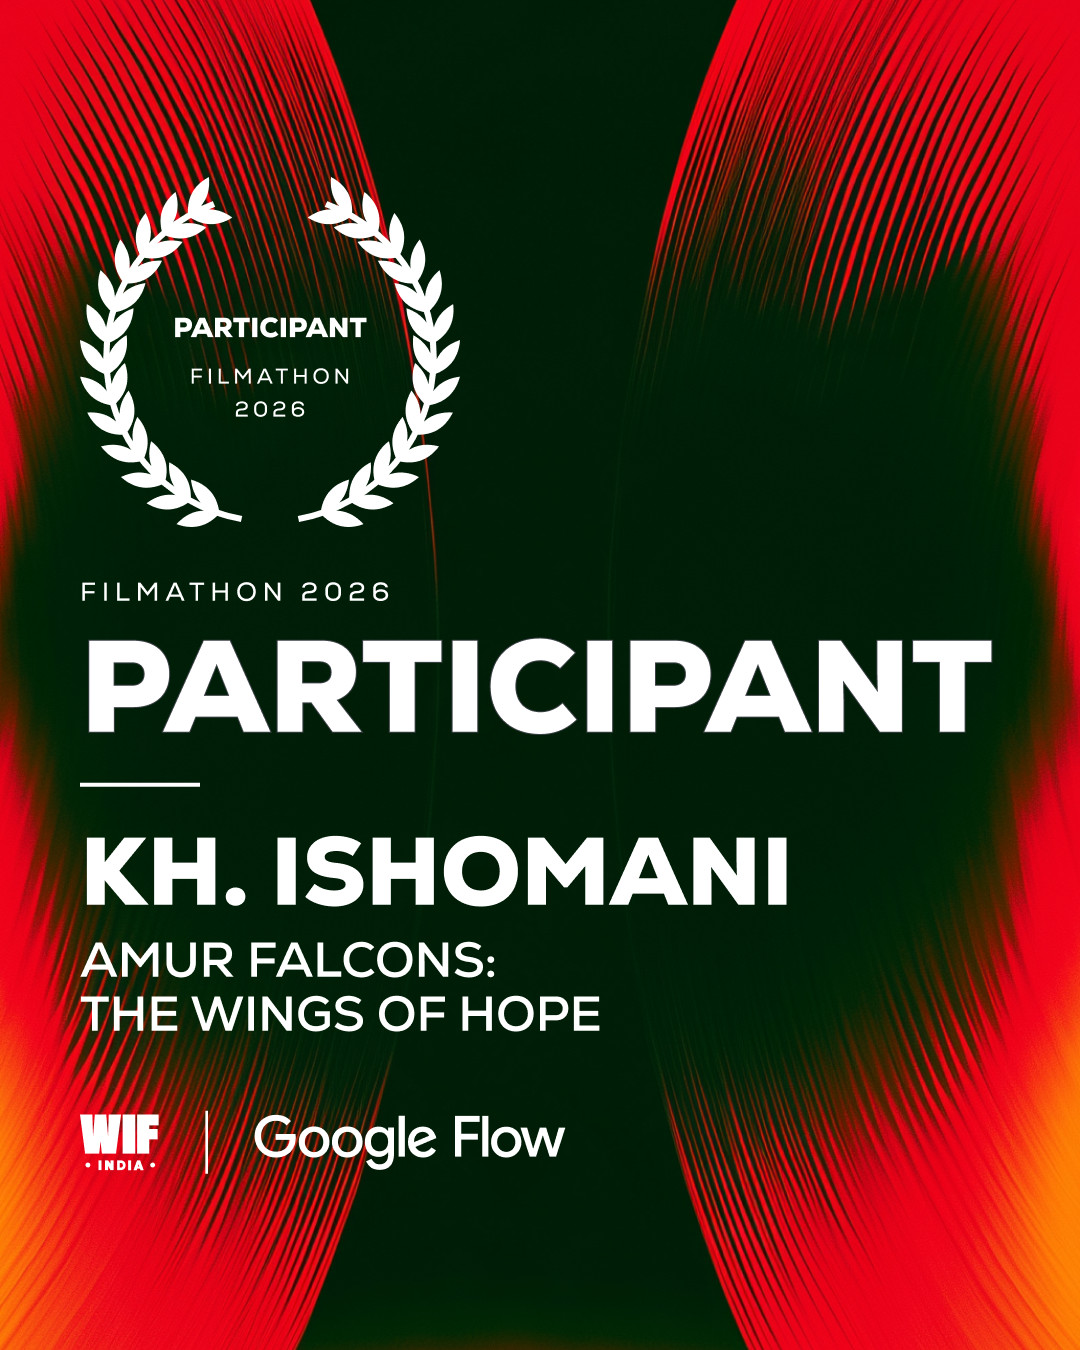 PARTICIPANT
FILMATHON
2026
FILMATHON 2026
PARTICIPANT
KH. ISHOMANI
AMUR FALCONS:
THE WINGS OF HOPE
WIF
• INDIA •
Google Flow